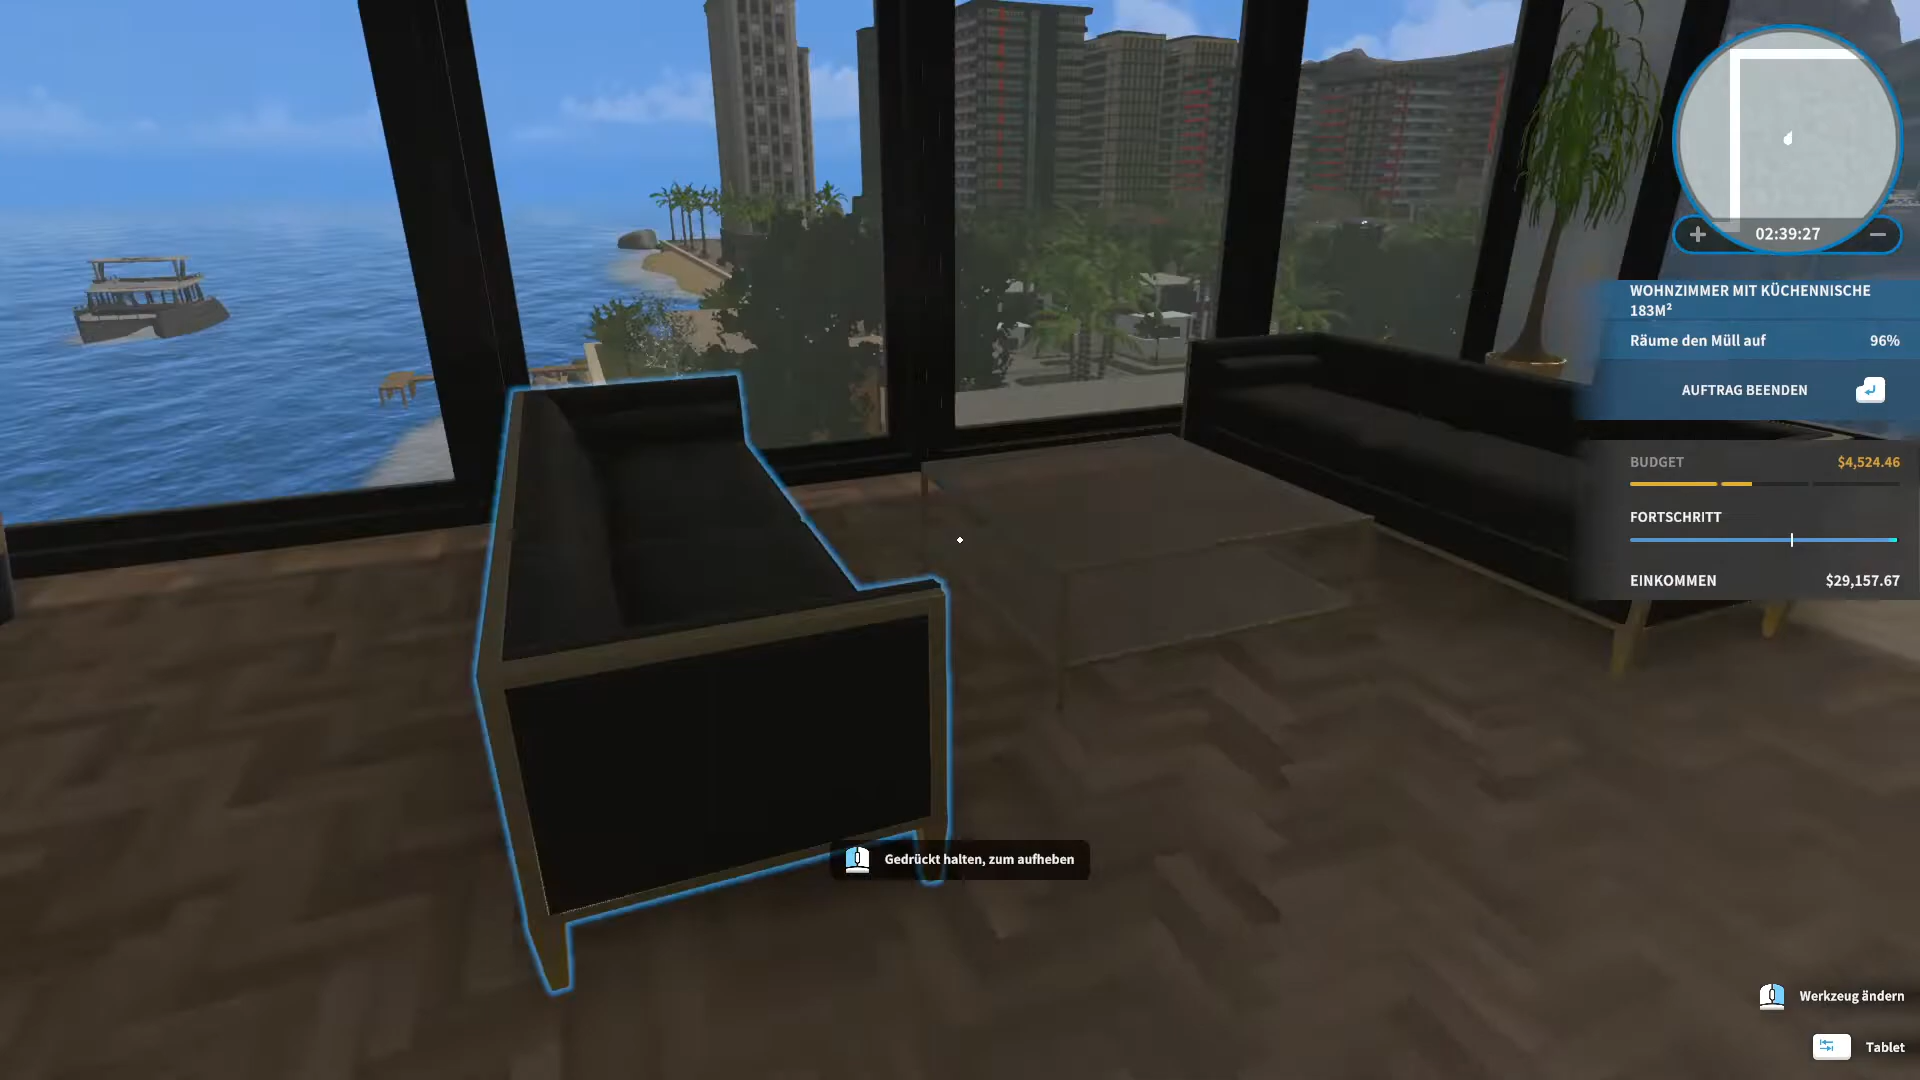 02:39:27
WOHNZIMMER MIT KÜCHENNISCHE
183M²
Räume den Müll auf 96%
AUFTRAG BEENDEN
BUDGET $4,524.46
FORTSCHRITT
EINKOMMEN $29,157.67
Gedrückt halten, zum aufheben
Werkzeug ändern
Tablet